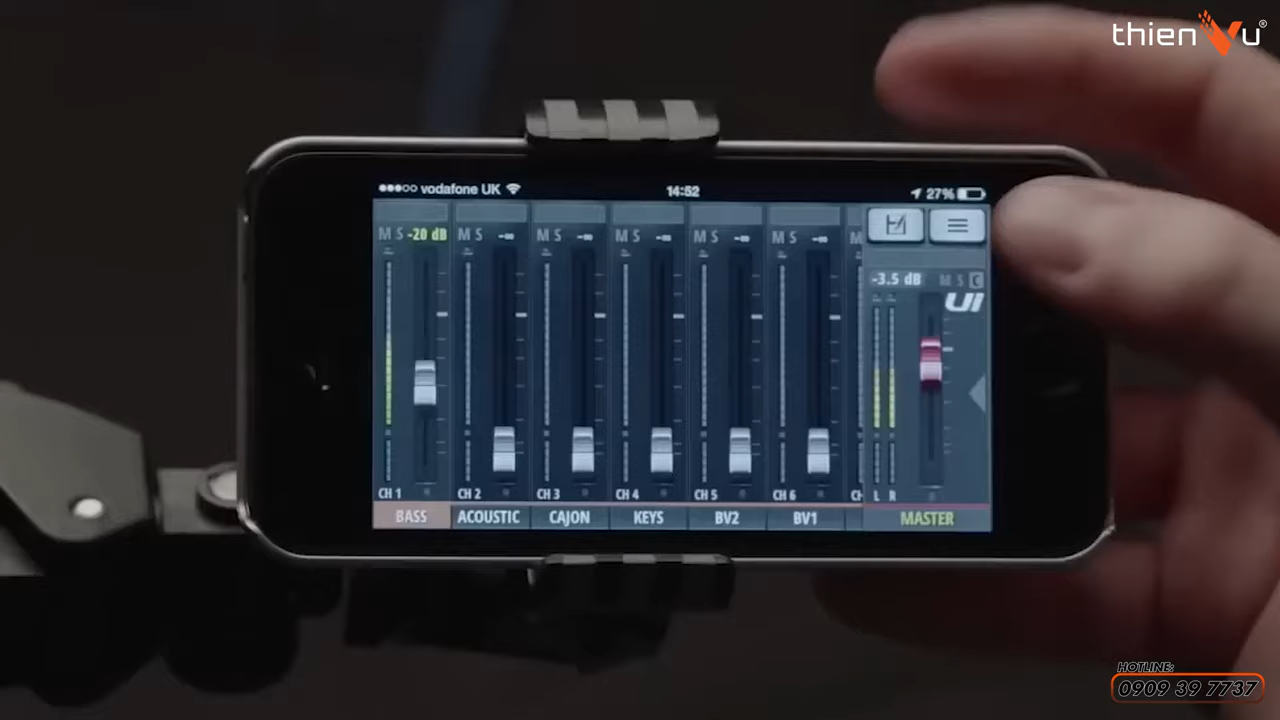 thienVu®
●●●○○ vodafone UK 14:52 27%
M S -20 dB M S -∞ M S -∞ M S -∞ M S -∞ M S -∞ M
-3.5 dB M S C
Ui
CH 1 CH 2 CH 3 CH 4 CH 5 CH 6 CH L R
BASS ACOUSTIC CAJON KEYS BV2 BV1 MASTER
HOTLINE:
0909 39 7737